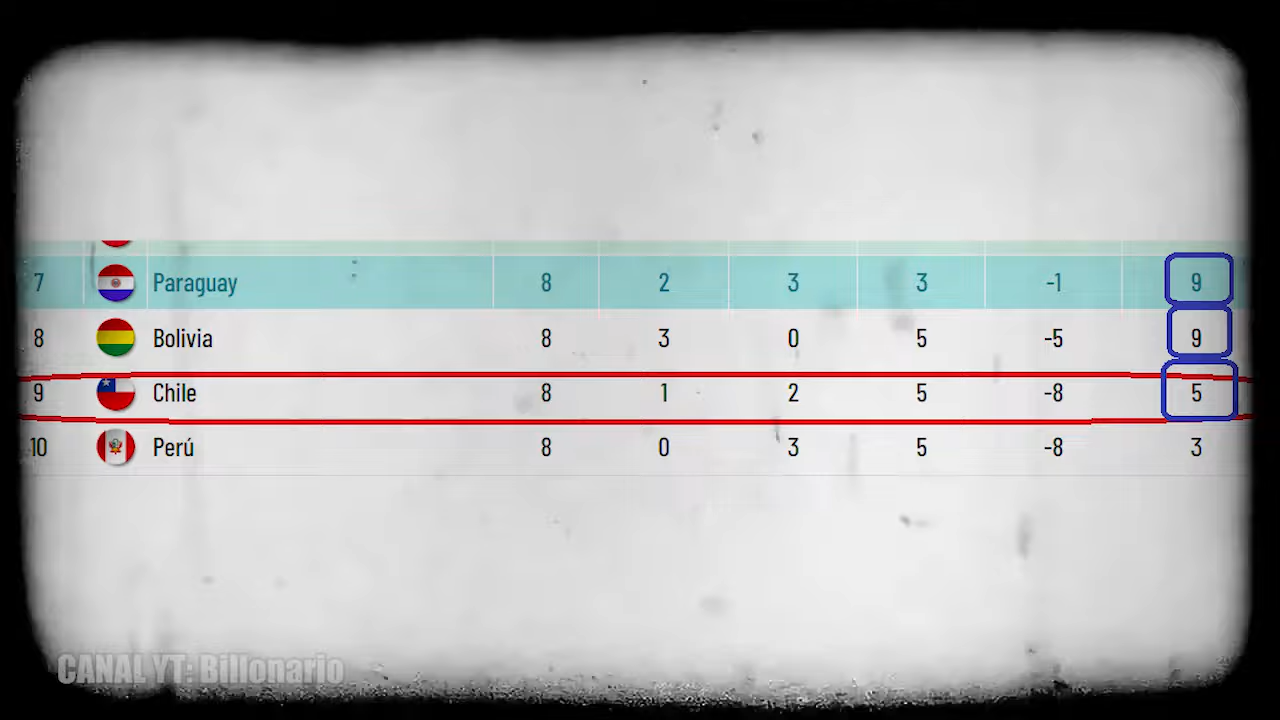 7 Paraguay 8 2 3 3 -1 9
8 Bolivia 8 3 0 5 -5 9
9 Chile 8 1 2 5 -8 5
10 Perú 8 0 3 5 -8 3
CANAL YT: Billonario